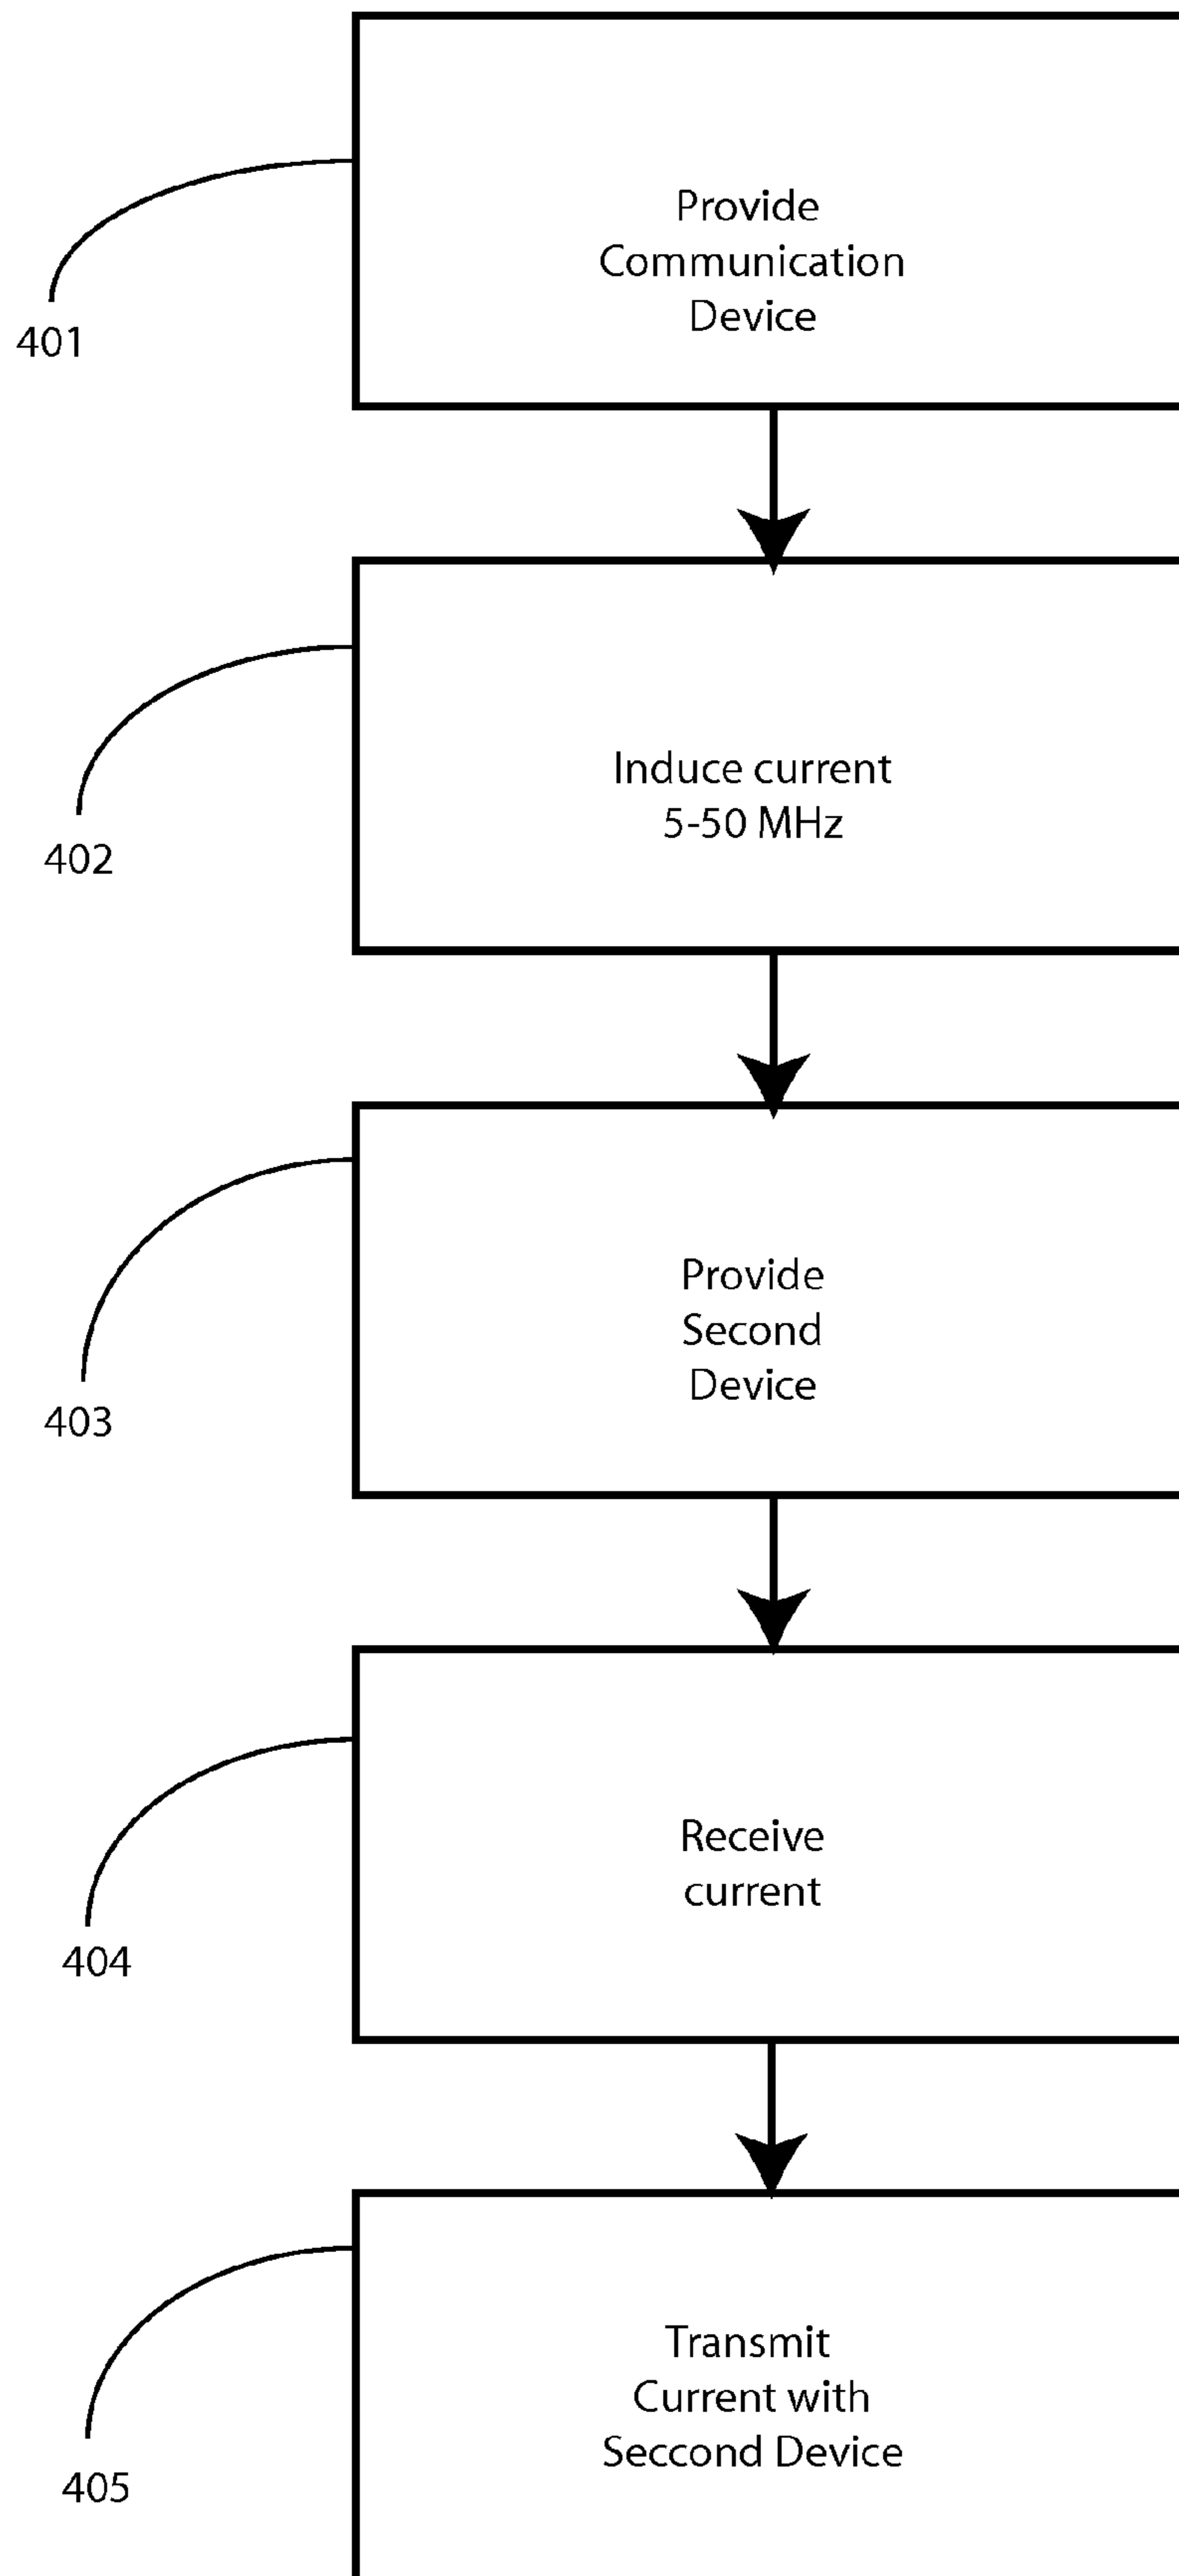 Provide
Communication
Device
401
Induce current
5-50 MHz
402
Provide
Second
Device
403
Receive
current
404
Transmit
Current with
Seccond Device
405